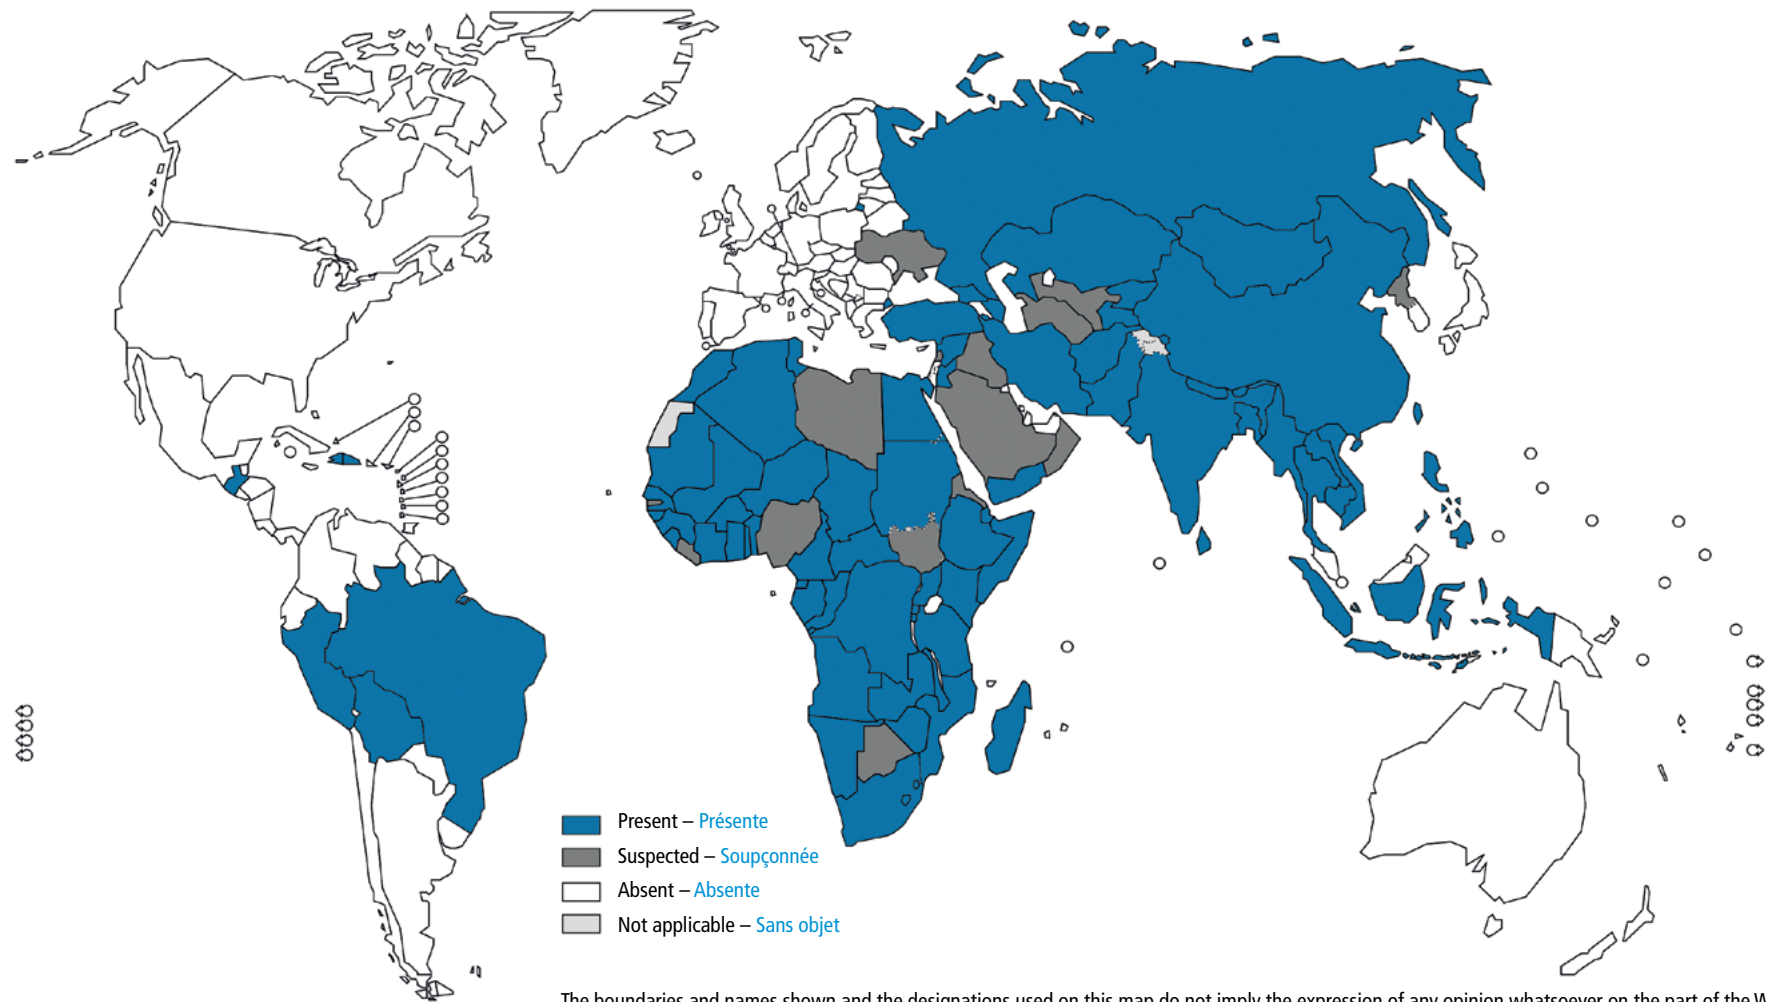 Present – Présente
Suspected – Soupçonnée
Absent – Absente
Not applicable – Sans objet
The boundaries and names shown and the designations used on this map do not imply the expression of any opinion whatsoever on the part of the W